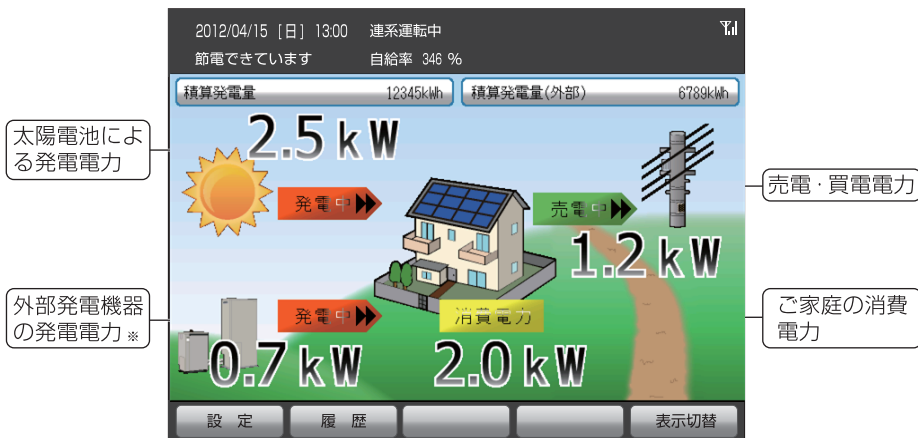 2012/04/15 [日] 13:00 連系運転中
節電できています 自給率 346 %
積算発電量 12345kWh 積算発電量(外部) 6789kWh
太陽電池によ
る発電電力
2.5 kW
発電中
売電中
売電・買電電力
1.2 kW
外部発電機器
の発電電力※
発電中
消費電力
ご家庭の消費
電力
0.7 kW
2.0 kW
設 定 履 歴 表示切替